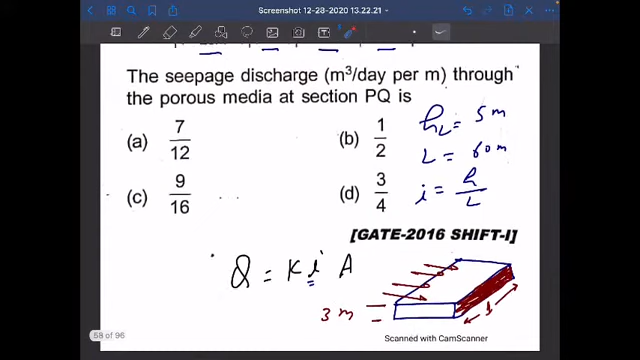 Screenshot 12-28-2020 13.22.21
The seepage discharge (m³/day per m) through
the porous media at section PQ is
(a) 7/12
(b) 1/2
(c) 9/16
(d) 3/4
hL = 5 m
L = 60 m
i = h/L
[GATE-2016 SHIFT-I]
Q = K i A
3 m
1
58 of 96
Scanned with CamScanner